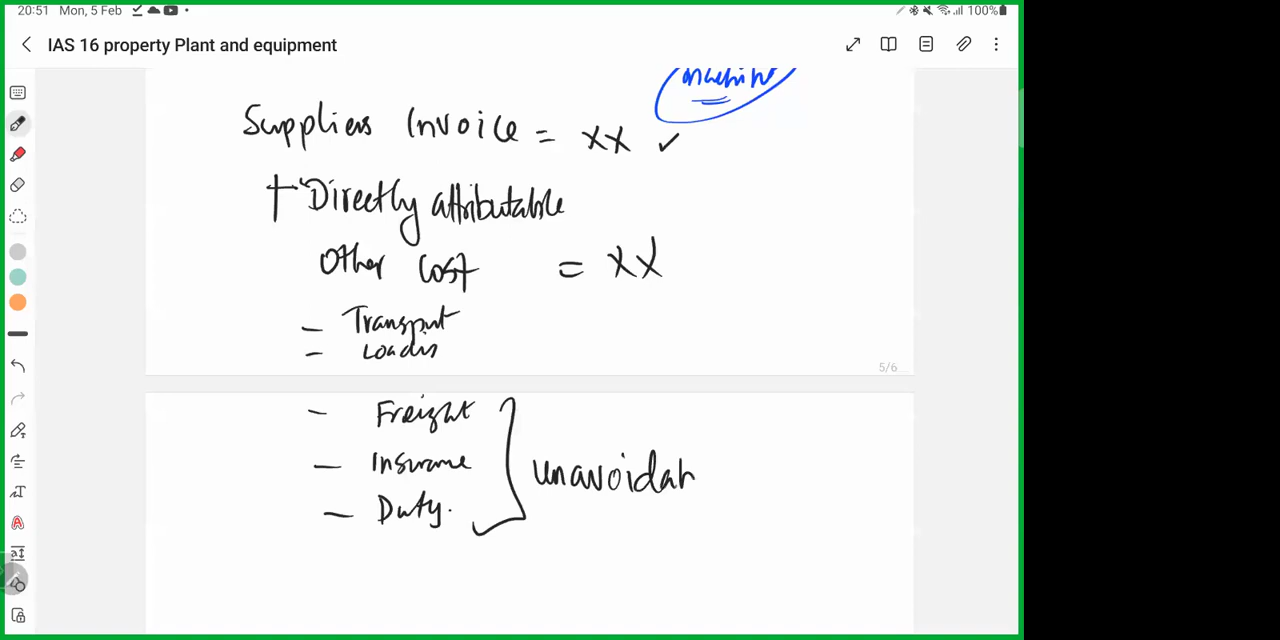 20:51 Mon, 5 Feb
100%
IAS 16 property Plant and equipment
Suppliers Invoice = xx ✓
+ Directly attributable
Other Cost = XX
- Transport
5/6
- Freight
- Insurance
- Duty.
unavoidab